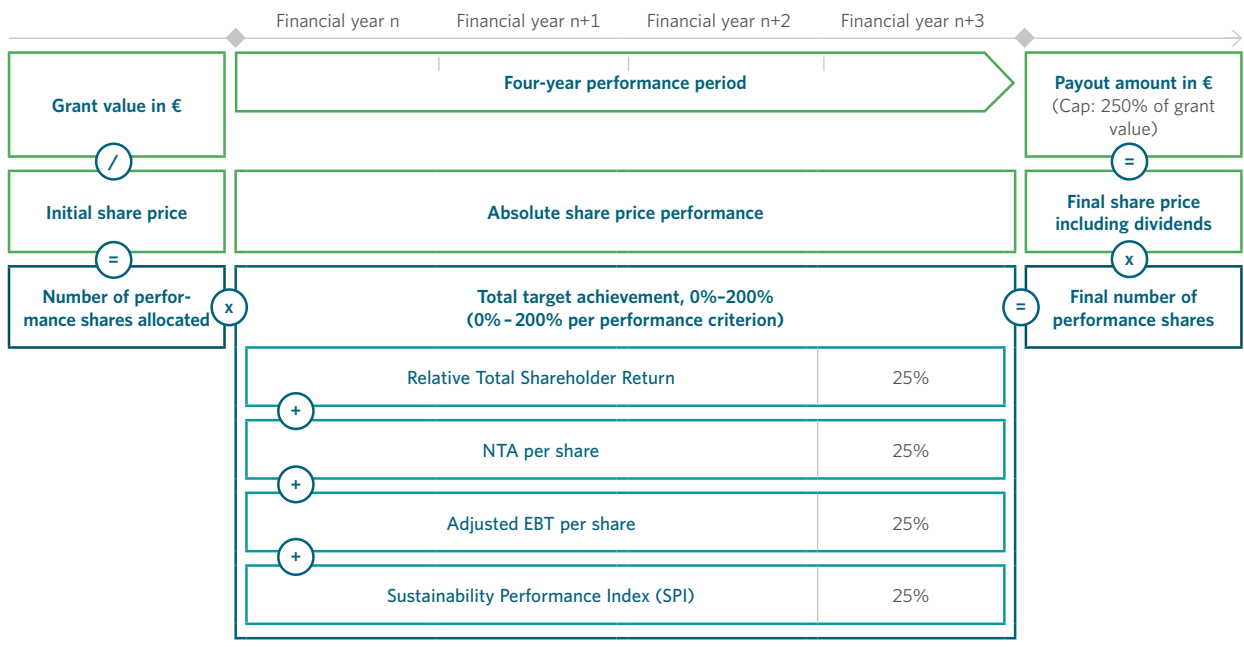 Financial year n
Financial year n+1
Financial year n+2
Financial year n+3
Grant value in €
Four-year performance period
Payout amount in €
(Cap: 250% of grant
value)
/
=
Initial share price
Absolute share price performance
Final share price
including dividends
=
x
Number of perfor-
mance shares allocated
x
Total target achievement, 0%–200%
(0%–200% per performance criterion)
=
Final number of
performance shares
Relative Total Shareholder Return
25%
+
NTA per share
25%
+
Adjusted EBT per share
25%
+
Sustainability Performance Index (SPI)
25%